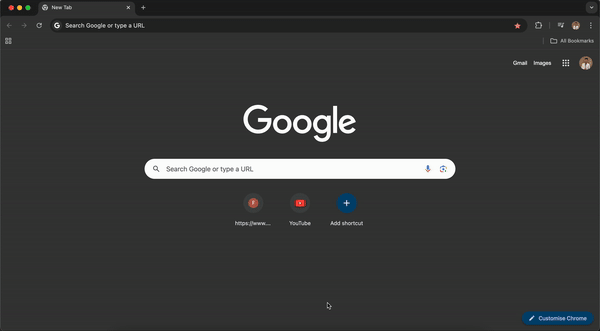 New Tab
Search Google or type a URL
All Bookmarks
Gmail Images
Google
Search Google or type a URL
F
https://www.... YouTube Add shortcut
Customise Chrome